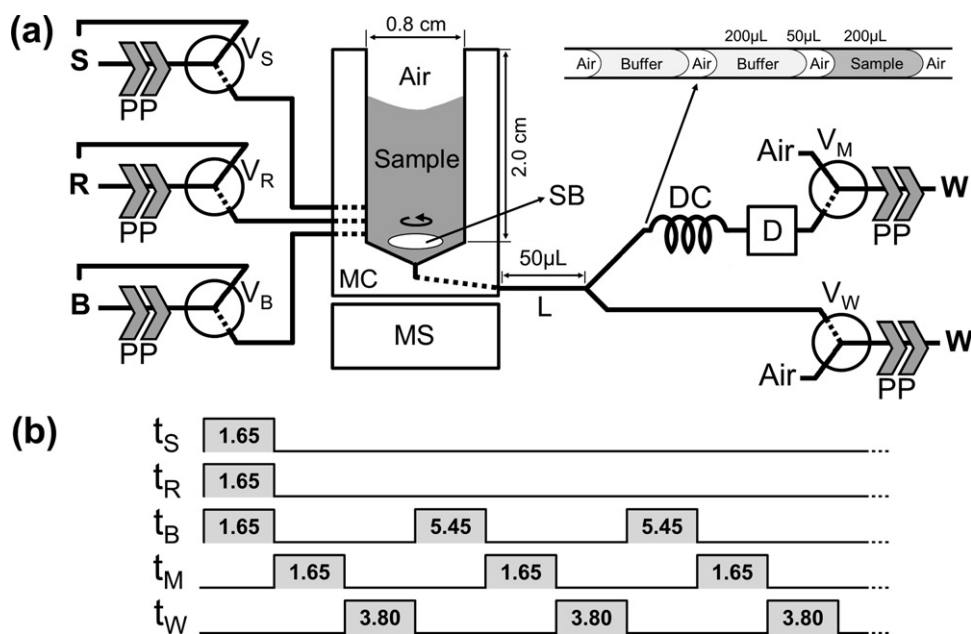 (a)
0.8 cm
200µL 50µL 200µL
Air Buffer Air Buffer Air Sample Air
S
PP
V_S
Air
2.0 cm
Sample
R
PP
V_R
SB
Air
V_M
W
DC
D
PP
50µL
B
PP
V_B
MC
L
MS
V_W
W
Air
PP
(b)
t_S 1.65
t_R 1.65
t_B 1.65 5.45 5.45
t_M 1.65 1.65 1.65
t_W 3.80 3.80 3.80